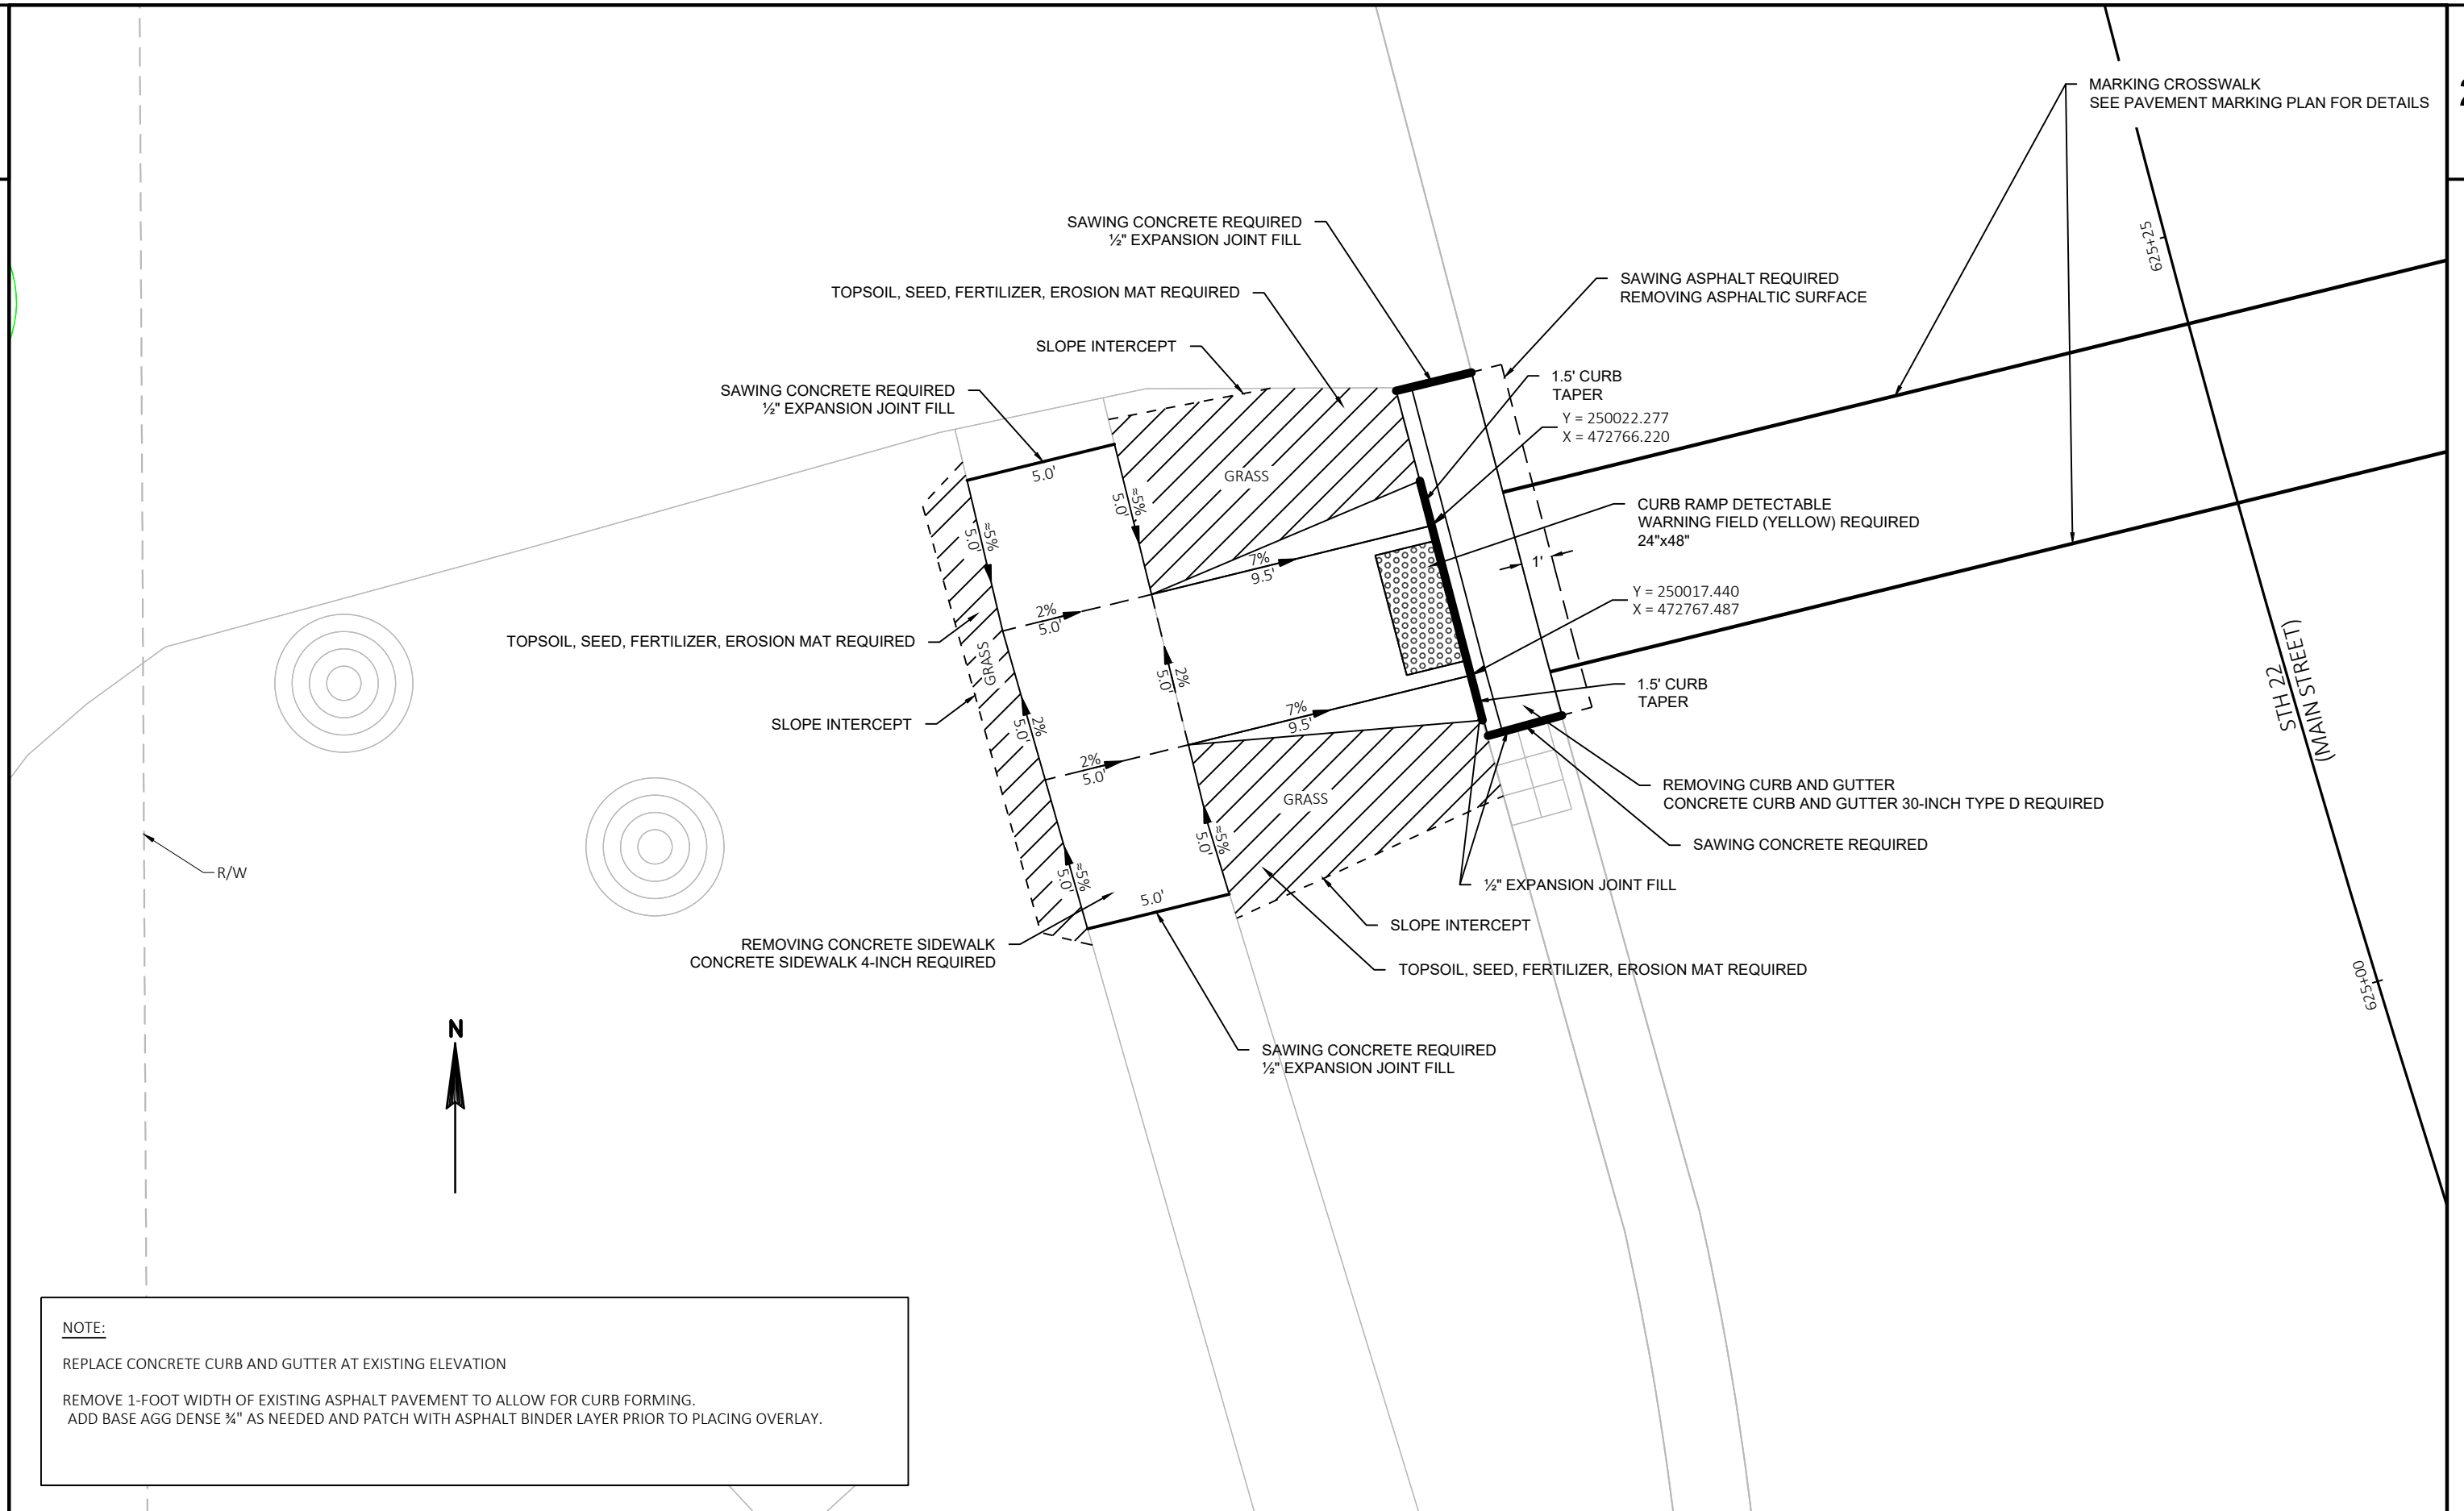 MARKING CROSSWALK
SEE PAVEMENT MARKING PLAN FOR DETAILS
625+25
SAWING CONCRETE REQUIRED
½" EXPANSION JOINT FILL
TOPSOIL, SEED, FERTILIZER, EROSION MAT REQUIRED
SLOPE INTERCEPT
SAWING CONCRETE REQUIRED
½" EXPANSION JOINT FILL
SAWING ASPHALT REQUIRED
REMOVING ASPHALTIC SURFACE
1.5' CURB
TAPER
Y = 250022.277
X = 472766.220
GRASS
5.0'
≈5%
5.0'
≈5%
5.0'
CURB RAMP DETECTABLE
WARNING FIELD (YELLOW) REQUIRED
24"x48"
7%
9.5'
1'
Y = 250017.440
X = 472767.487
2%
5.0'
TOPSOIL, SEED, FERTILIZER, EROSION MAT REQUIRED
GRASS
2%
5.0'
1.5' CURB
TAPER
STH 22
(MAIN STREET)
SLOPE INTERCEPT
2%
5.0'
7%
9.5'
2%
5.0'
GRASS
REMOVING CURB AND GUTTER
CONCRETE CURB AND GUTTER 30-INCH TYPE D REQUIRED
SAWING CONCRETE REQUIRED
≈5%
5.0'
≈5%
5.0'
R/W
½" EXPANSION JOINT FILL
5.0'
SLOPE INTERCEPT
REMOVING CONCRETE SIDEWALK
CONCRETE SIDEWALK 4-INCH REQUIRED
TOPSOIL, SEED, FERTILIZER, EROSION MAT REQUIRED
625+00
N
SAWING CONCRETE REQUIRED
½" EXPANSION JOINT FILL
NOTE:
REPLACE CONCRETE CURB AND GUTTER AT EXISTING ELEVATION
REMOVE 1-FOOT WIDTH OF EXISTING ASPHALT PAVEMENT TO ALLOW FOR CURB FORMING.
ADD BASE AGG DENSE ¾" AS NEEDED AND PATCH WITH ASPHALT BINDER LAYER PRIOR TO PLACING OVERLAY.